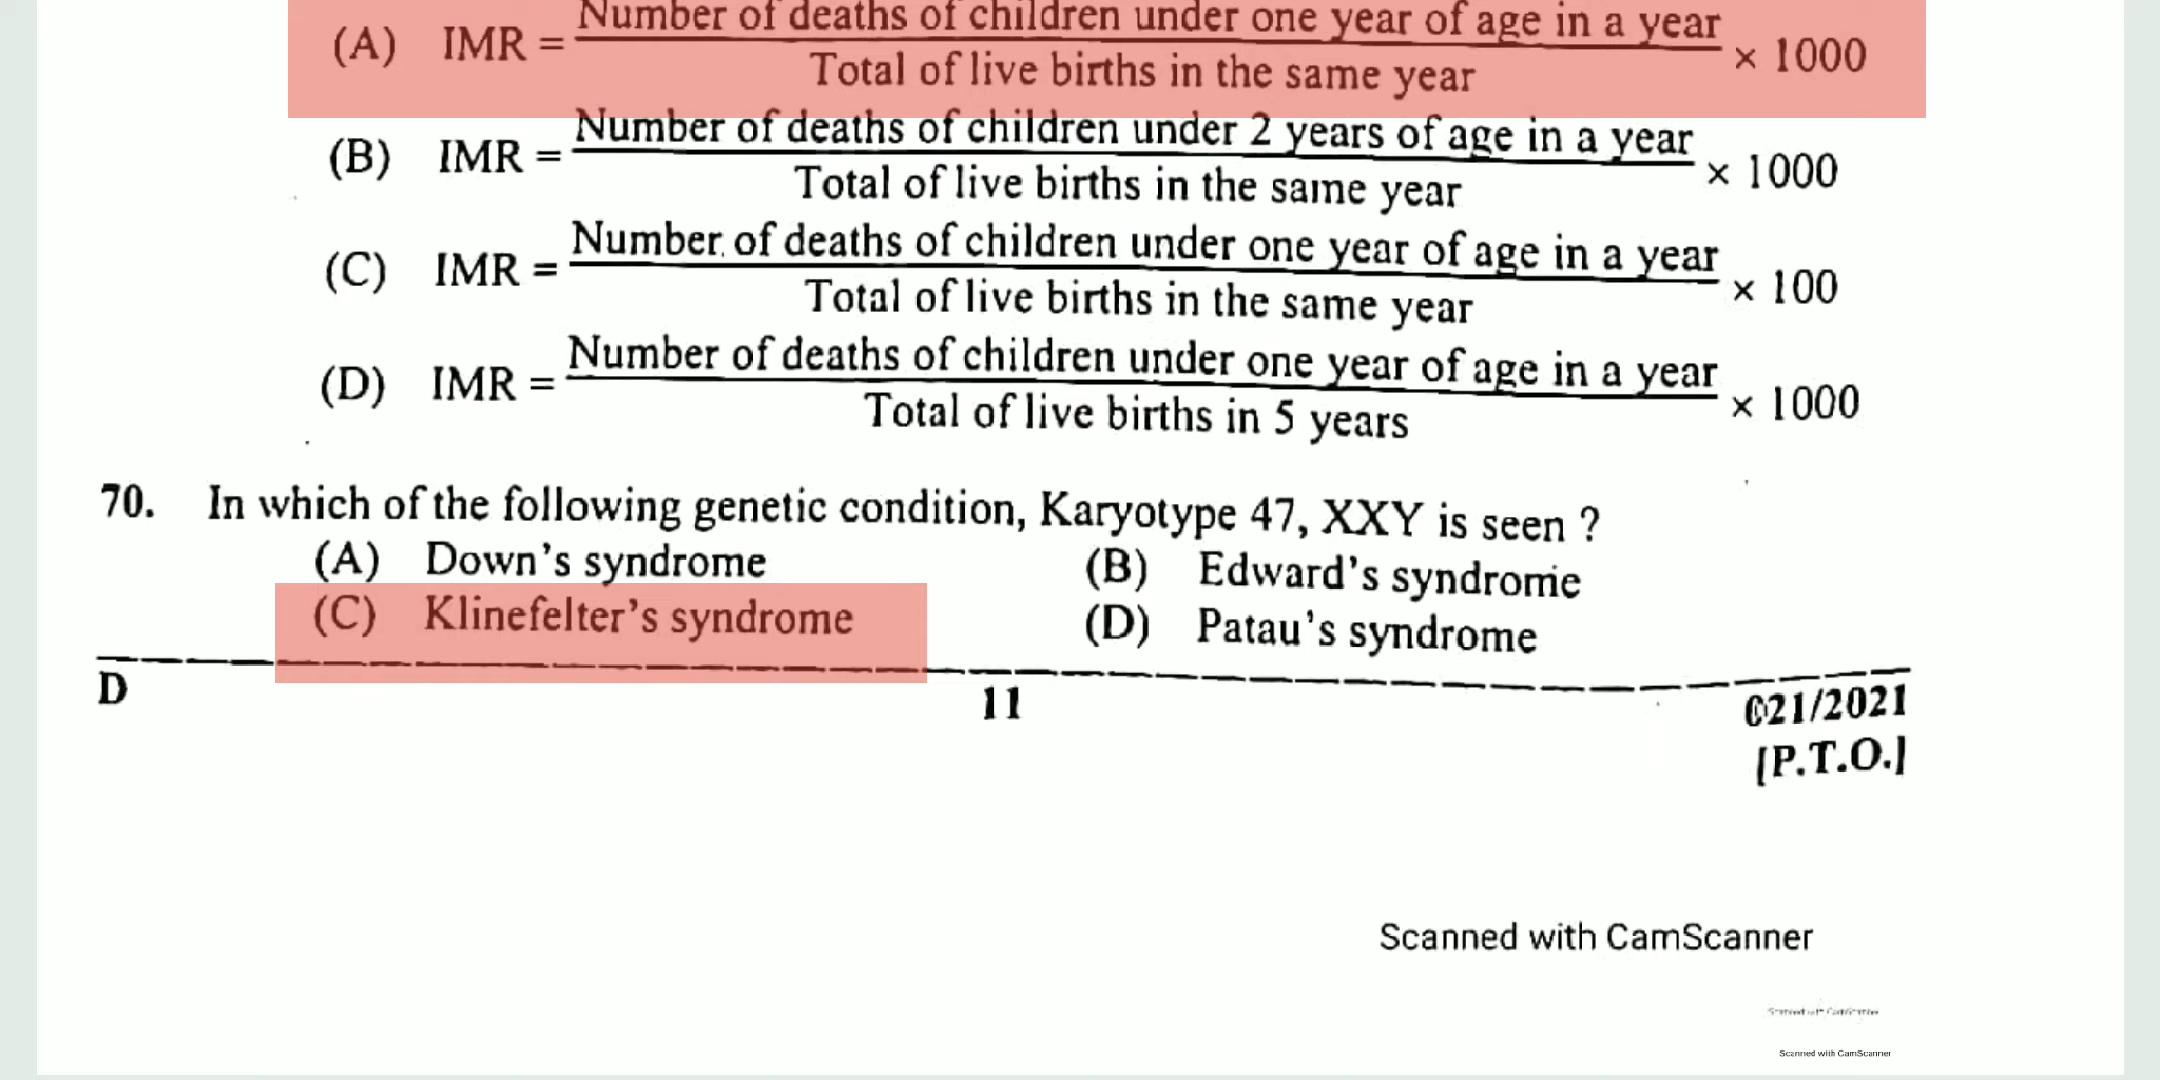 (A) IMR = Number of deaths of children under one year of age in a year
Total of live births in the same year
× 1000
(B) IMR = Number of deaths of children under 2 years of age in a year
Total of live births in the same year
× 1000
(C) IMR = Number of deaths of children under one year of age in a year
Total of live births in the same year
× 100
(D) IMR = Number of deaths of children under one year of age in a year
Total of live births in 5 years
× 1000
70. In which of the following genetic condition, Karyotype 47, XXY is seen ?
(A) Down's syndrome (B) Edward's syndrome
(C) Klinefelter's syndrome (D) Patau's syndrome
D 11 021/2021
[P.T.O.]
Scanned with CamScanner
Scanned with CamScanner
Scanned with CamScanner